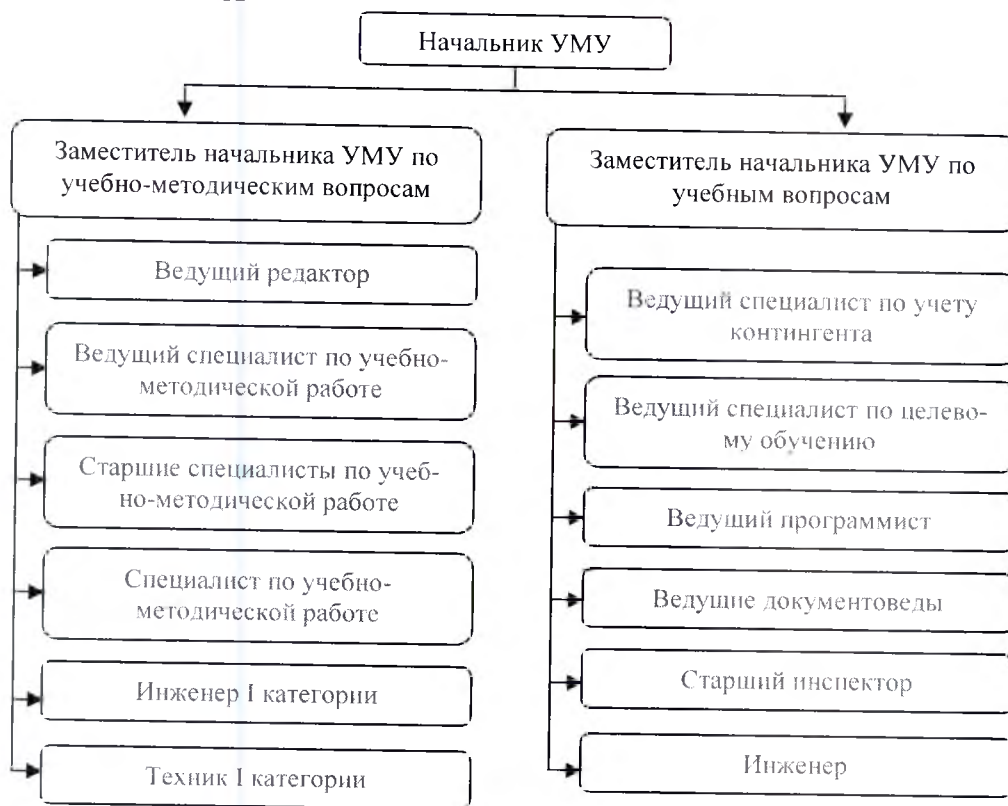 Начальник УМУ
Заместитель начальника УМУ по
учебно-методическим вопросам
Ведущий редактор
Ведущий специалист по учебно-
методической работе
Старшие специалисты по учеб-
но-методической работе
Специалист по учебно-
методической работе
Инженер I категории
Техник I категории
Заместитель начальника УМУ по
учебным вопросам
Ведущий специалист по учету
контингента
Ведущий специалист по целево-
му обучению
Ведущий программист
Ведущие документоведы
Старший инспектор
Инженер